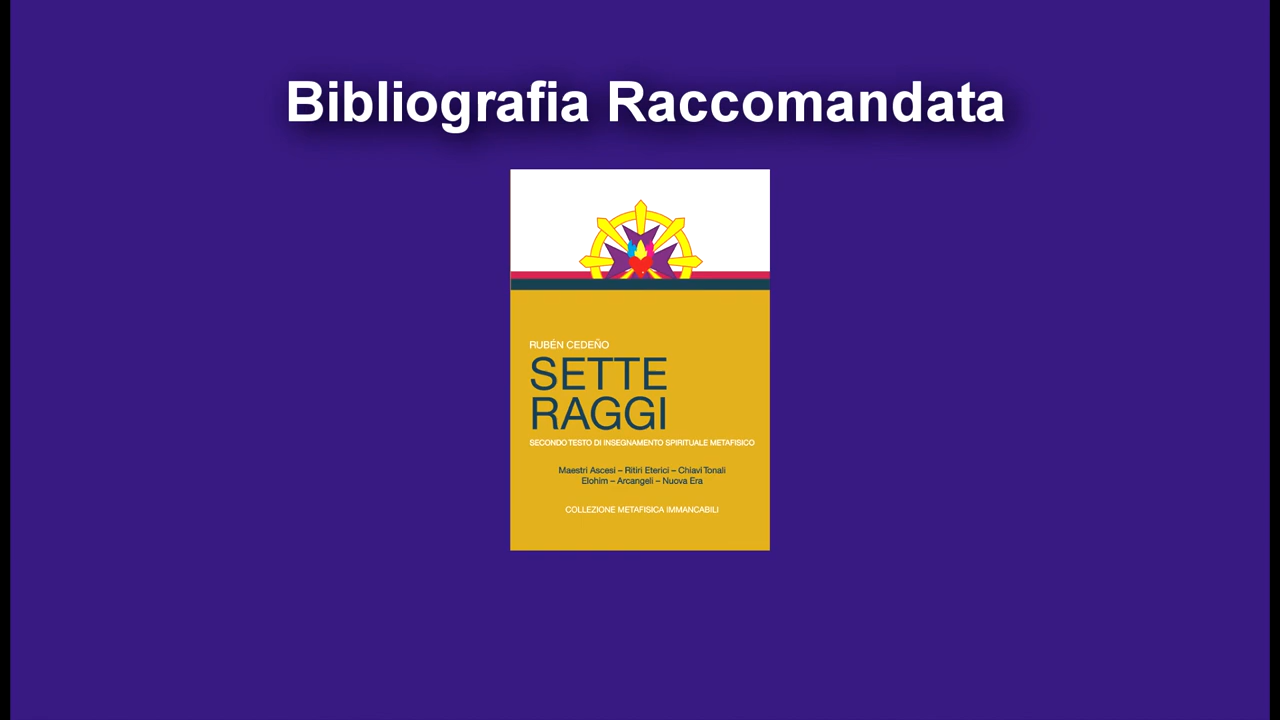 Bibliografia Raccomandata
RUBÉN CEDEÑO
SETTE
RAGGI
SECONDO TESTO DI INSEGNAMENTO SPIRITUALE METAFISICO
Maestri Ascesi – Ritiri Eterici – Chiavi Tonali
Elohim – Arcangeli – Nuova Era
COLLEZIONE METAFISICA IMMANCABILI